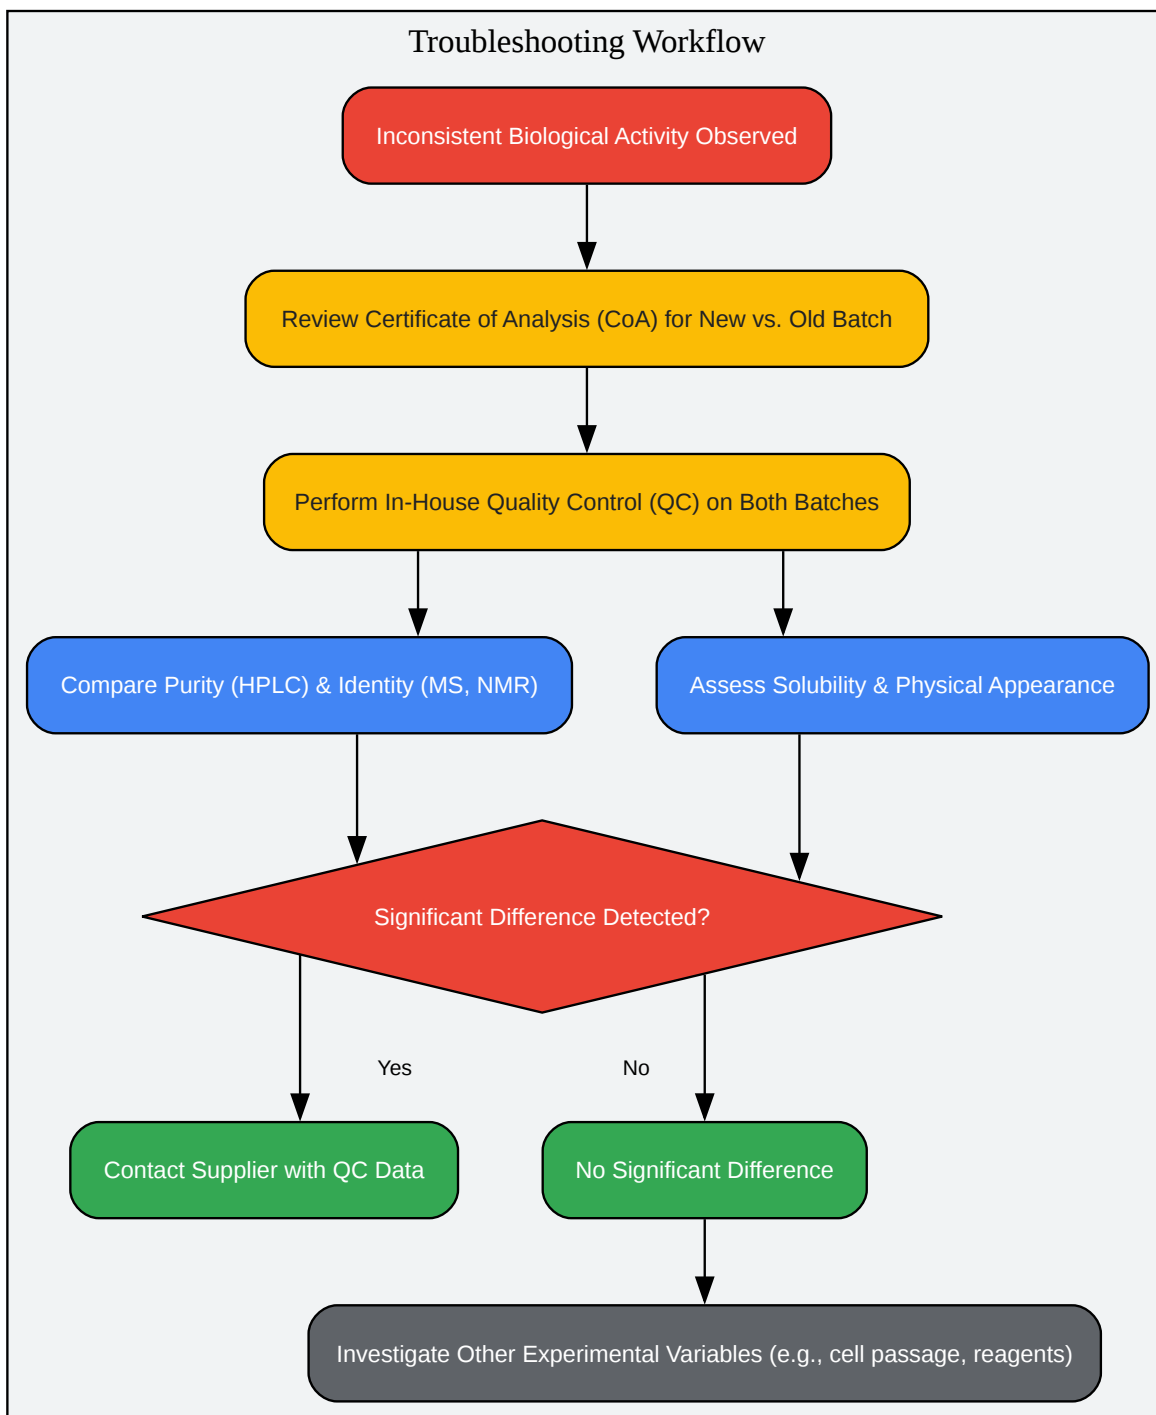 Troubleshooting Workflow
Inconsistent Biological Activity Observed
Review Certificate of Analysis (CoA) for New vs. Old Batch
Perform In-House Quality Control (QC) on Both Batches
Compare Purity (HPLC) & Identity (MS, NMR)
Assess Solubility & Physical Appearance
Significant Difference Detected?
Yes
No
Contact Supplier with QC Data
No Significant Difference
Investigate Other Experimental Variables (e.g., cell passage, reagents)